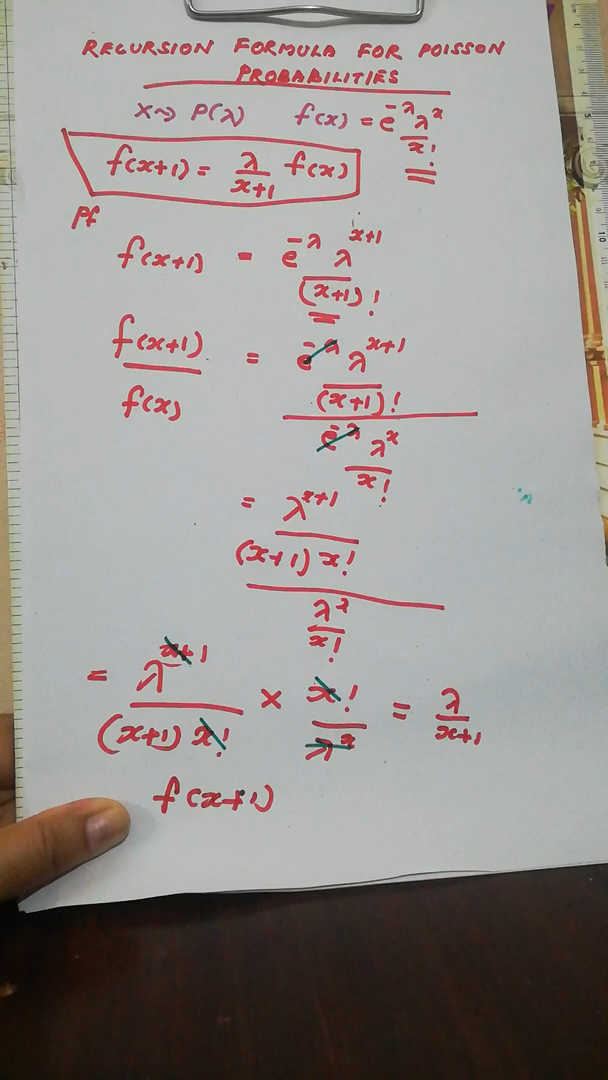 RECURSION FORMULA FOR POISSON
PROBABILITIES
X~P(λ) f(x) = e^-λ λ^x / x!
f(x+1) = λ/(x+1) f(x)
Pf
f(x+1) = e^-λ λ^(x+1) / (x+1)!
f(x+1)/f(x) = (e^-λ λ^(x+1) / (x+1)!) / (e^-λ λ^x / x!)
= (λ^(x+1) / (x+1) x!) / (λ^x / x!)
= λ^(x+1) / (x+1) x! × x! / λ^x = λ/(x+1)
f(x+1)